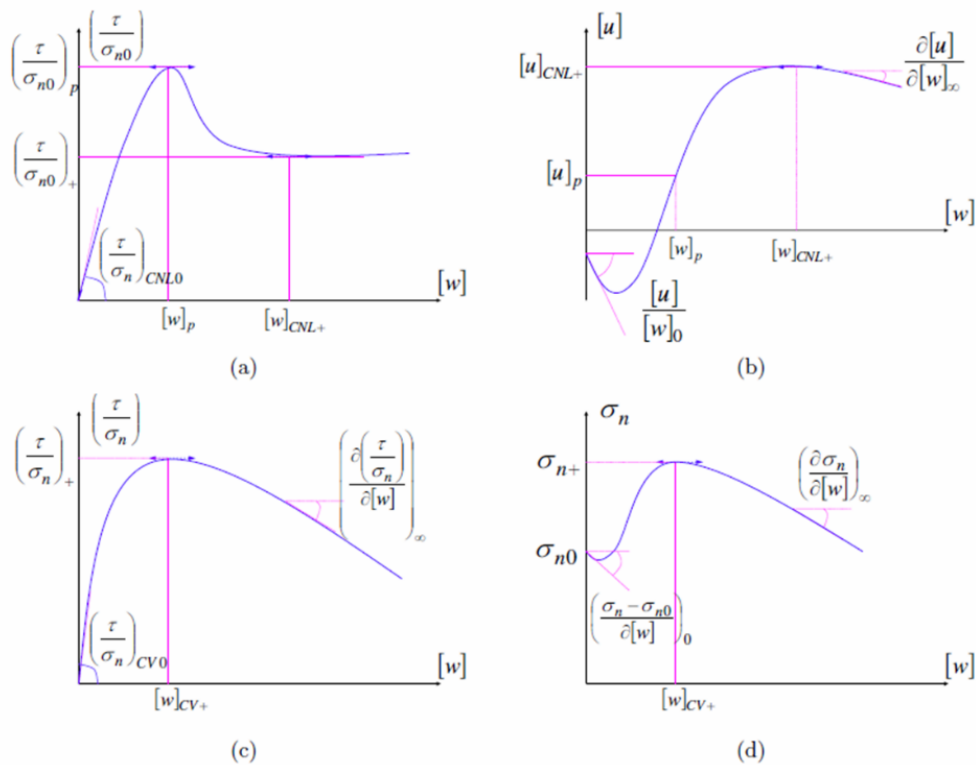 (τ/σn0)p
(τ/σn0)
(τ/σn0)+
(τ/σn)CNL0
[w]
[w]p
[w]CNL+
(a)
[u]
[u]CNL+
∂[u]/∂[w]∞
[u]p
[w]
[w]p
[w]CNL+
[u]/[w]0
(b)
(τ/σn)+
(τ/σn)
(∂(τ/σn)/∂[w])∞
(τ/σn)CV0
[w]
[w]CV+
(c)
σn
σn+
(∂σn/∂[w])∞
σn0
((σn−σn0)/∂[w])0
[w]
[w]CV+
(d)